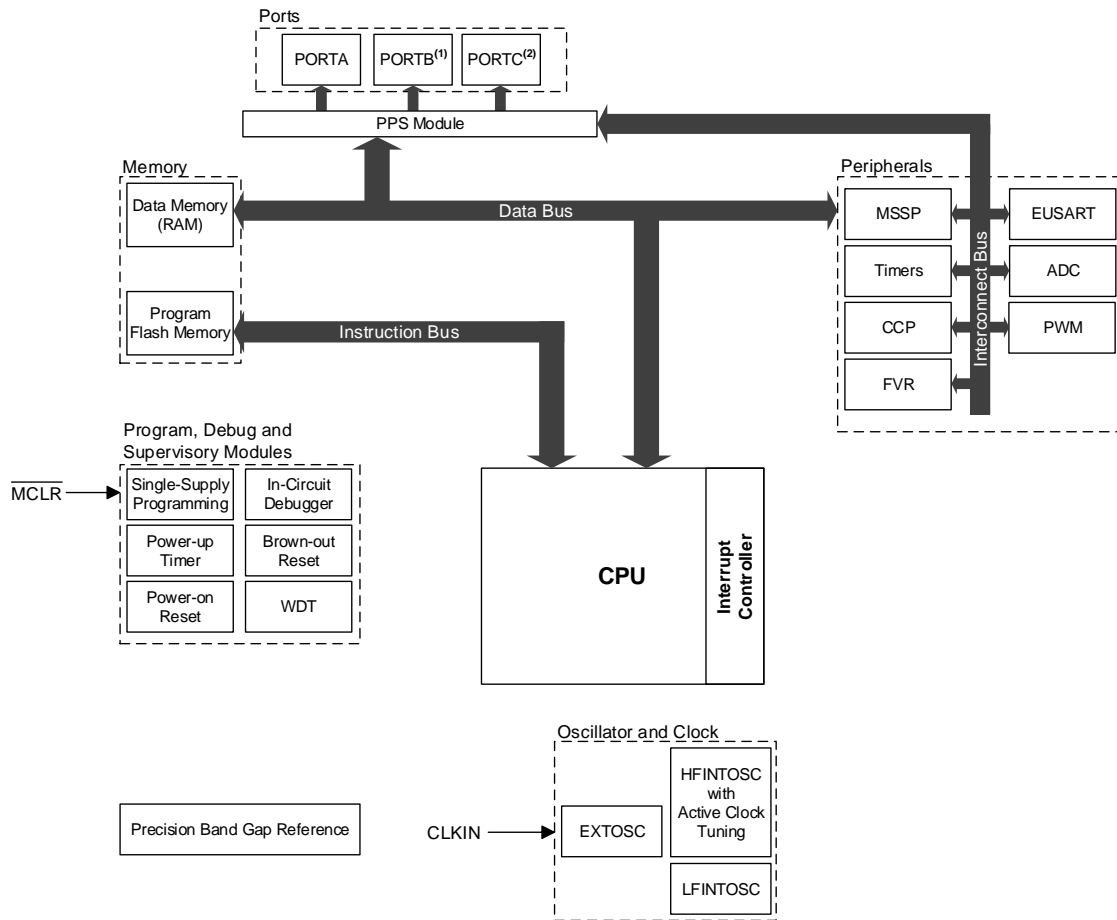 Ports
PORTA
PORTB(1)
PORTC(2)
PPS Module
Memory
Data Memory
(RAM)
Program
Flash Memory
Data Bus
Instruction Bus
Peripherals
MSSP
EUSART
Timers
ADC
CCP
PWM
FVR
Interconnect Bus
Program, Debug and
Supervisory Modules
MCLR
Single-Supply
Programming
In-Circuit
Debugger
Power-up
Timer
Brown-out
Reset
Power-on
Reset
WDT
CPU
Interrupt
Controller
Oscillator and Clock
CLKIN
EXTOSC
HFINTOSC
with
Active Clock
Tuning
LFINTOSC
Precision Band Gap Reference